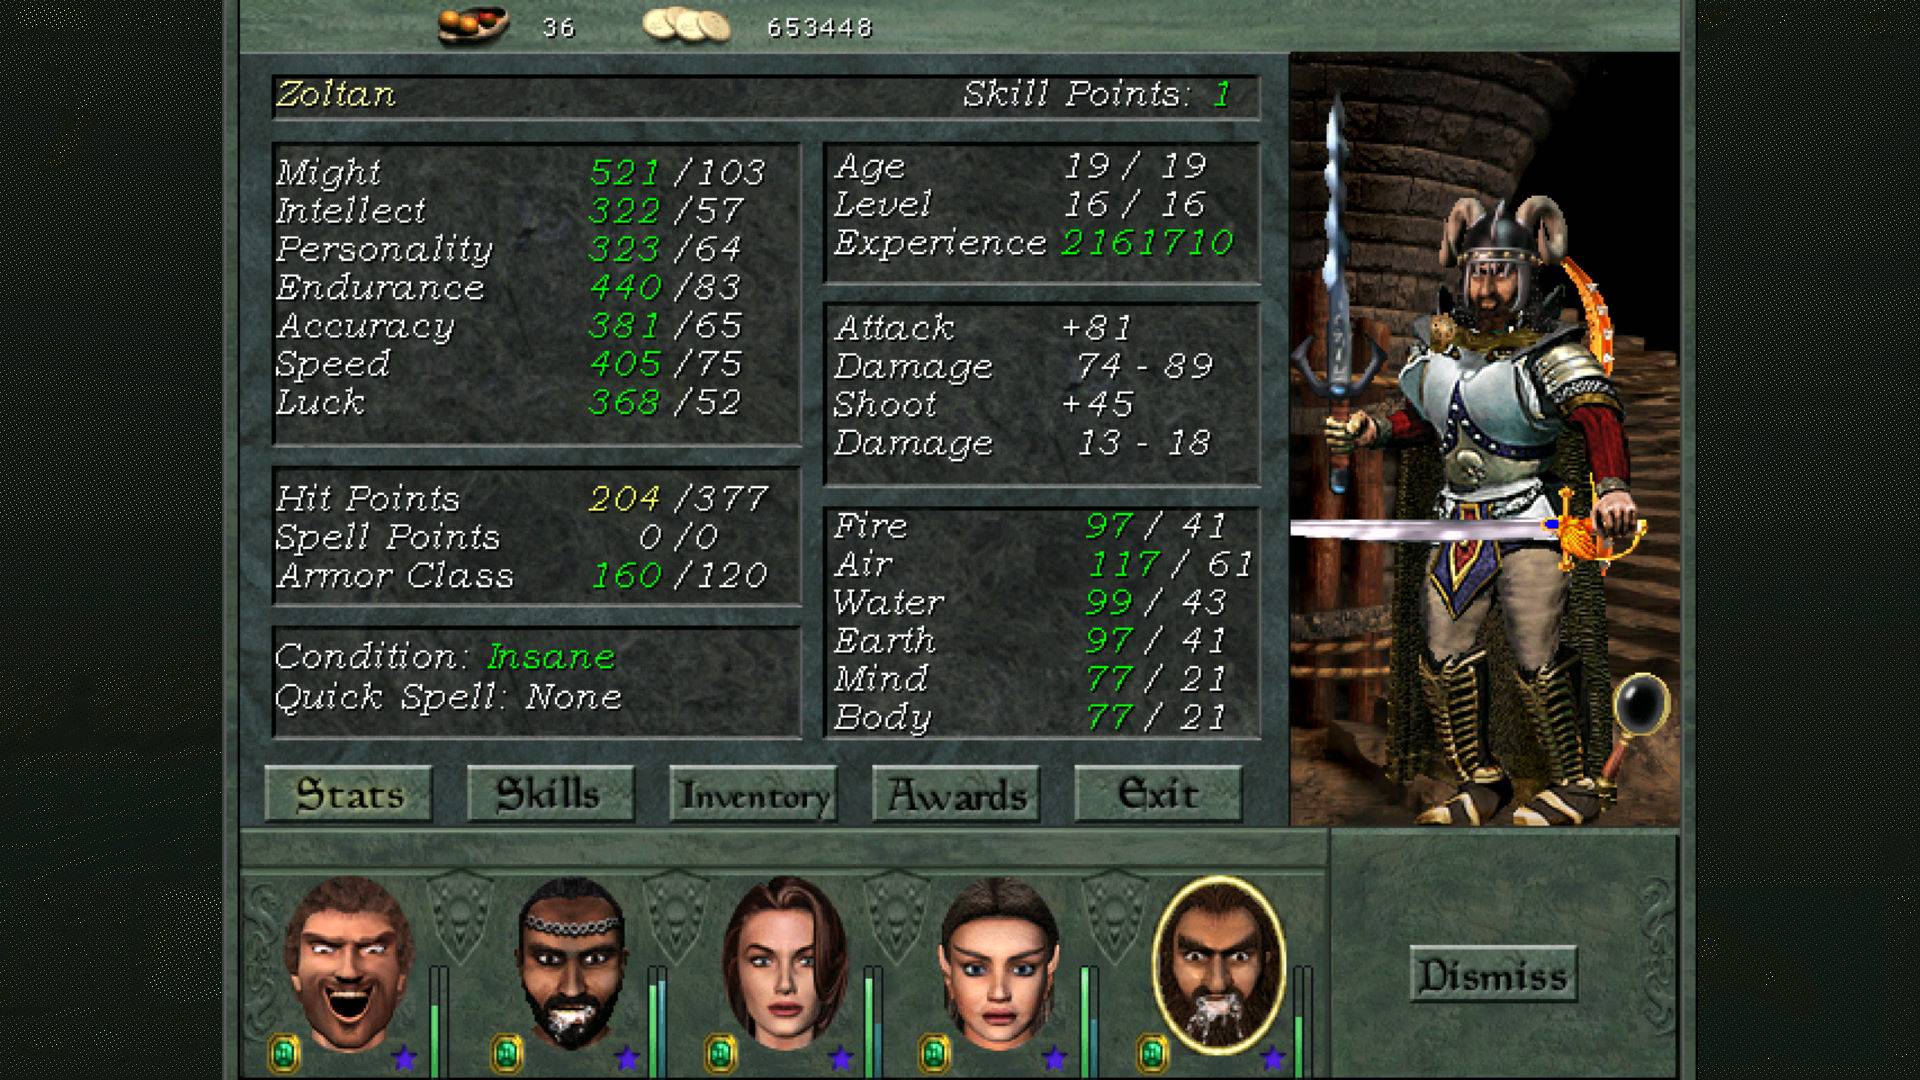 36 653448
Zoltan Skill Points: 1
Might 521 /103
Intellect 322 /57
Personality 323 /64
Endurance 440 /83
Accuracy 381 /65
Speed 405 /75
Luck 368 /52
Hit Points 204 /377
Spell Points 0 /0
Armor Class 160 /120
Condition: Insane
Quick Spell: None
Age 19 / 19
Level 16 / 16
Experience 2161710
Attack +81
Damage 74 - 89
Shoot +45
Damage 13 - 18
Fire 97 / 41
Air 117 / 61
Water 99 / 43
Earth 97 / 41
Mind 77 / 21
Body 77 / 21
Stats Skills Inventory Awards Exit
Dismiss